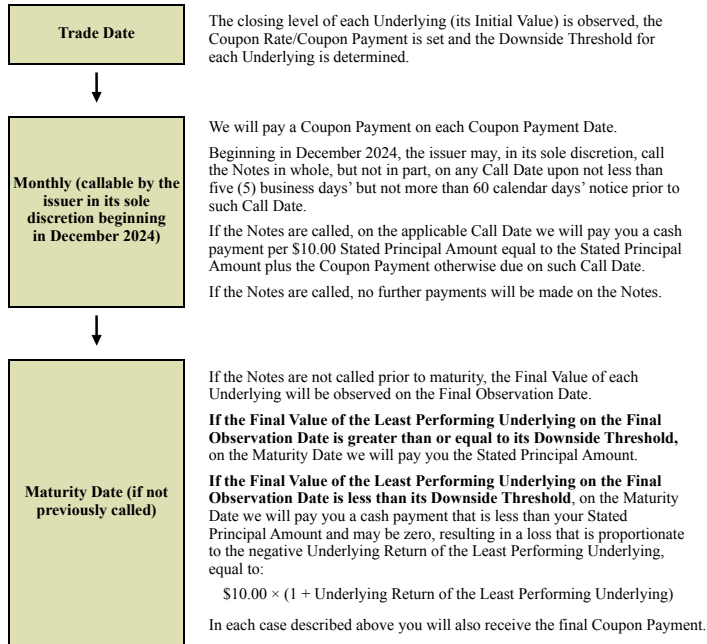 Trade Date
The closing level of each Underlying (its Initial Value) is observed, the
Coupon Rate/Coupon Payment is set and the Downside Threshold for
each Underlying is determined.
Monthly (callable by the
issuer in its sole
discretion beginning
in December 2024)
We will pay a Coupon Payment on each Coupon Payment Date.
Beginning in December 2024, the issuer may, in its sole discretion, call
the Notes in whole, but not in part, on any Call Date upon not less than
five (5) business days’ but not more than 60 calendar days’ notice prior to
such Call Date.
If the Notes are called, on the applicable Call Date we will pay you a cash
payment per $10.00 Stated Principal Amount equal to the Stated Principal
Amount plus the Coupon Payment otherwise due on such Call Date.
If the Notes are called, no further payments will be made on the Notes.
Maturity Date (if not
previously called)
If the Notes are not called prior to maturity, the Final Value of each
Underlying will be observed on the Final Observation Date.
If the Final Value of the Least Performing Underlying on the Final
Observation Date is greater than or equal to its Downside Threshold,
on the Maturity Date we will pay you the Stated Principal Amount.
If the Final Value of the Least Performing Underlying on the Final
Observation Date is less than its Downside Threshold, on the Maturity
Date we will pay you a cash payment that is less than your Stated
Principal Amount and may be zero, resulting in a loss that is proportionate
to the negative Underlying Return of the Least Performing Underlying,
equal to:
$10.00 × (1 + Underlying Return of the Least Performing Underlying)
In each case described above you will also receive the final Coupon Payment.